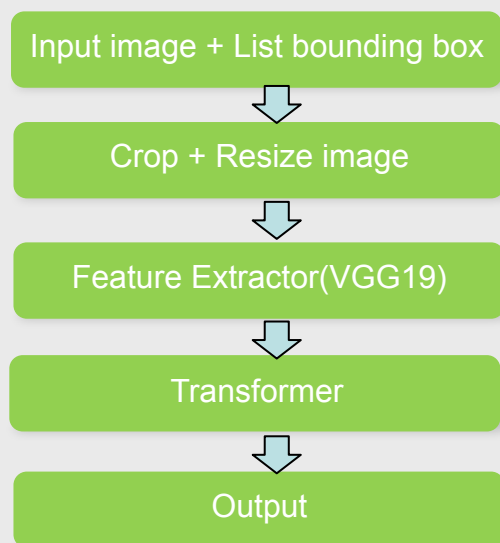 Input image + List bounding box
Crop + Resize image
Feature Extractor(VGG19)
Transformer
Output